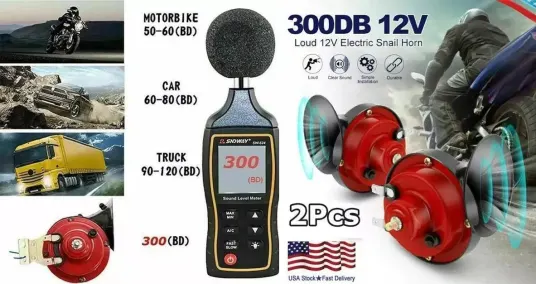 MOTORBIKE
50-60(BD)
CAR
60-80(BD)
TRUCK
90-120(BD)
300(BD)
SNDWAY
300
(BD)
Sound Level Meter
MAX
MIN
A/C
FAST
SLOW
300DB 12V
Loud 12V Electric Snail Horn
Loud
Clear Sound
Simple
Installation
Durable
2Pcs
USA Stock★Fast Delivery